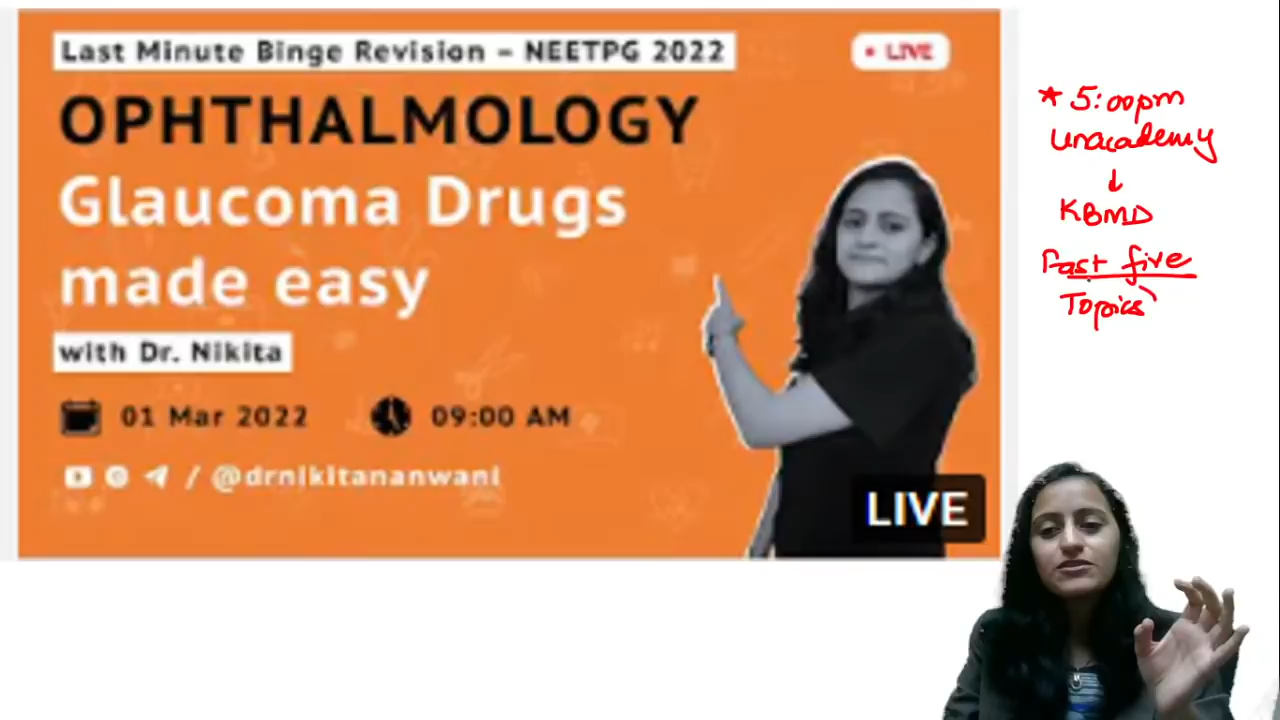 Last Minute Binge Revision – NEETPG 2022
• LIVE
OPHTHALMOLOGY
Glaucoma Drugs
made easy
with Dr. Nikita
01 Mar 2022
09:00 AM
/ @drnikitananwani
LIVE
* 5:00pm
unacademy
↓
KBMD
Fast five
Topics